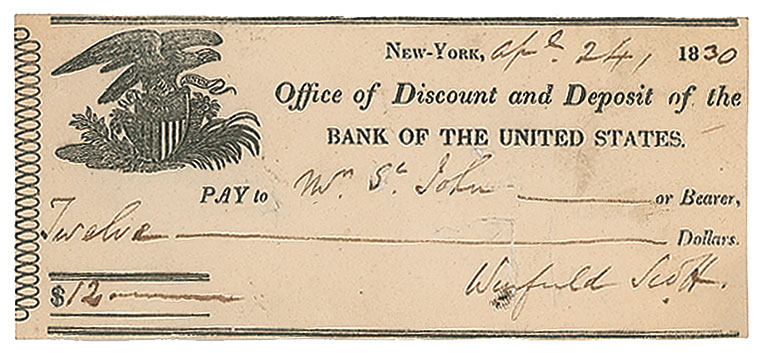 NEW-YORK, Apl. 24, 1830
Office of Discount and Deposit of the
BANK OF THE UNITED STATES.
PAY to Mr St. John or Bearer,
Twelve Dollars.
$12
Winfield Scott.